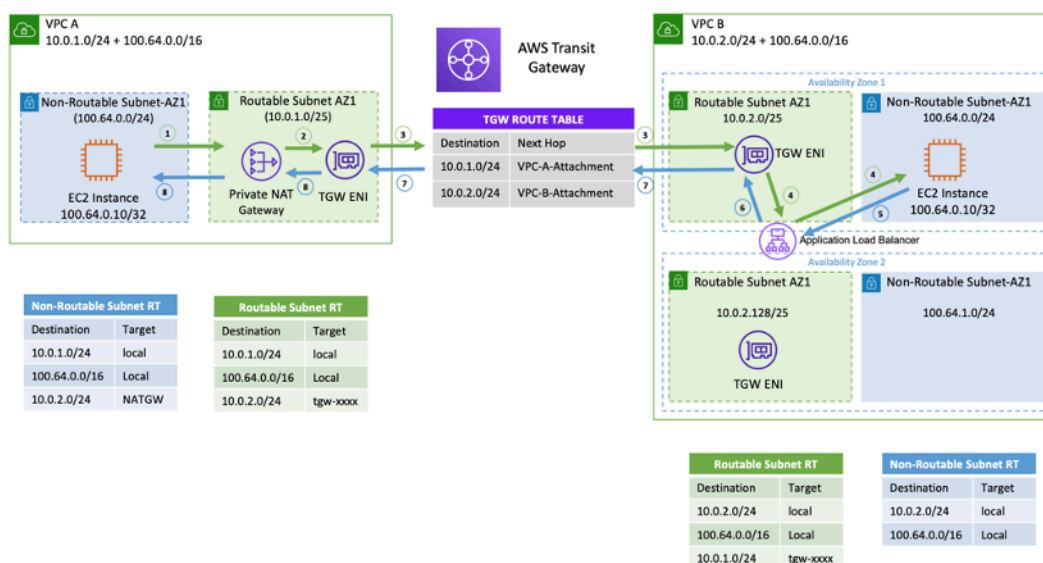 VPC A
10.0.1.0/24 + 100.64.0.0/16
Non-Routable Subnet-AZ1
(100.64.0.0/24)
EC2 Instance
100.64.0.10/32
1
8
Routable Subnet AZ1
(10.0.1.0/25)
2
8
Private NAT
Gateway
TGW ENI
3
7
AWS Transit
Gateway
TGW ROUTE TABLE
Destination Next Hop
10.0.1.0/24 VPC-A-Attachment
10.0.2.0/24 VPC-B-Attachment
3
7
VPC B
10.0.2.0/24 + 100.64.0.0/16
Availability Zone 1
Routable Subnet AZ1
10.0.2.0/25
TGW ENI
6
4
Non-Routable Subnet-AZ1
100.64.0.0/24
4
5
EC2 Instance
100.64.0.10/32
Application Load Balancer
Availability Zone 2
Routable Subnet AZ1
10.0.2.128/25
TGW ENI
Non-Routable Subnet-AZ1
100.64.1.0/24
Non-Routable Subnet RT
Destination Target
10.0.1.0/24 local
100.64.0.0/16 Local
10.0.2.0/24 NATGW
Routable Subnet RT
Destination Target
10.0.1.0/24 local
100.64.0.0/16 Local
10.0.2.0/24 tgw-xxxx
Routable Subnet RT
Destination Target
10.0.2.0/24 local
100.64.0.0/16 Local
10.0.1.0/24 tgw-xxxx
Non-Routable Subnet RT
Destination Target
10.0.2.0/24 local
100.64.0.0/16 Local